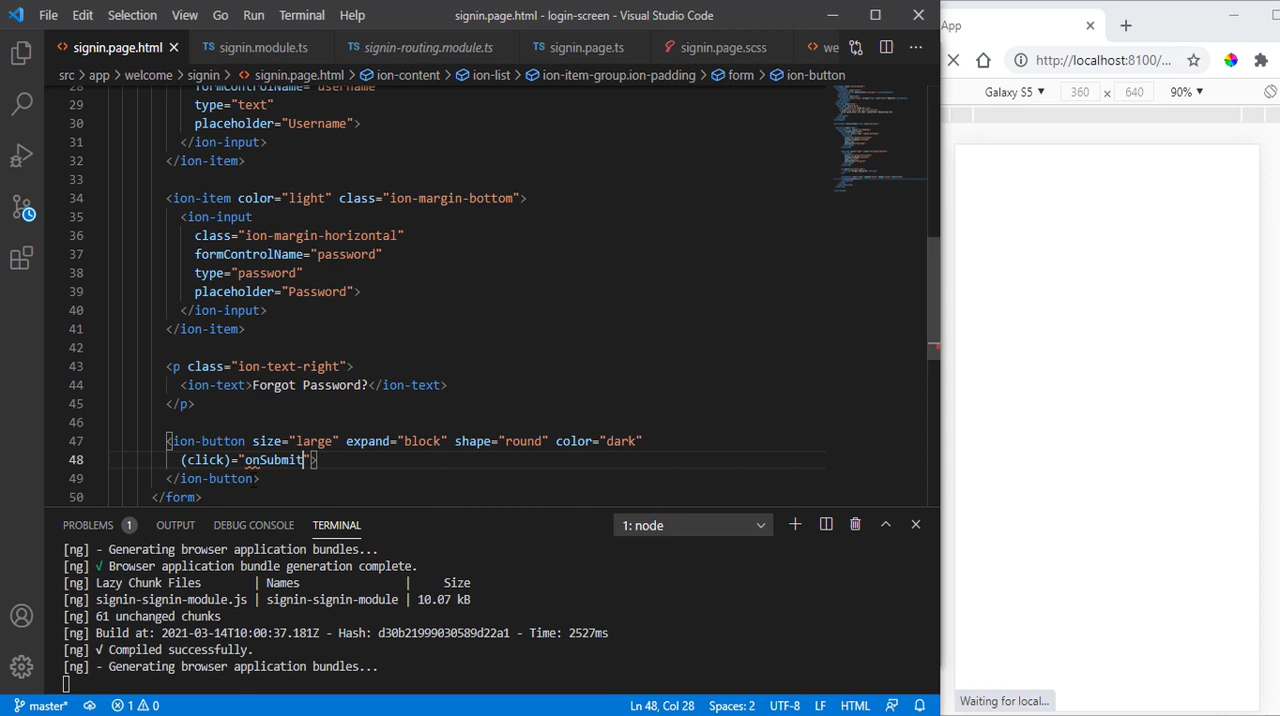 File Edit Selection View Go Run Terminal Help signin.page.html - login-screen - Visual Studio Code
App
signin.page.html signin.module.ts signin-routing.module.ts signin.page.ts signin.page.scss we
http://localhost:8100/...
src > app > welcome > signin > signin.page.html > ion-content > ion-list > ion-item-group.ion-padding > form > ion-button
Galaxy S5 360 x 640 90%
28 formControlName="username"
29 type="text"
30 placeholder="Username">
31 </ion-input>
32 </ion-item>
33
34 <ion-item color="light" class="ion-margin-bottom">
35 <ion-input
36 class="ion-margin-horizontal"
37 formControlName="password"
38 type="password"
39 placeholder="Password">
40 </ion-input>
41 </ion-item>
42
43 <p class="ion-text-right">
44 <ion-text>Forgot Password?</ion-text>
45 </p>
46
47 <ion-button size="large" expand="block" shape="round" color="dark"
48 (click)="onSubmit">
49 </ion-button>
50 </form>
PROBLEMS 1 OUTPUT DEBUG CONSOLE TERMINAL 1: node
[ng] - Generating browser application bundles...
[ng] √ Browser application bundle generation complete.
[ng] Lazy Chunk Files | Names | Size
[ng] signin-signin-module.js | signin-signin-module | 10.07 kB
[ng] 61 unchanged chunks
[ng] Build at: 2021-03-14T10:00:37.181Z - Hash: d30b21999030589d22a1 - Time: 2527ms
[ng] √ Compiled successfully.
[ng] - Generating browser application bundles...
Waiting for local...
master* 1 0 Ln 48, Col 28 Spaces: 2 UTF-8 LF HTML